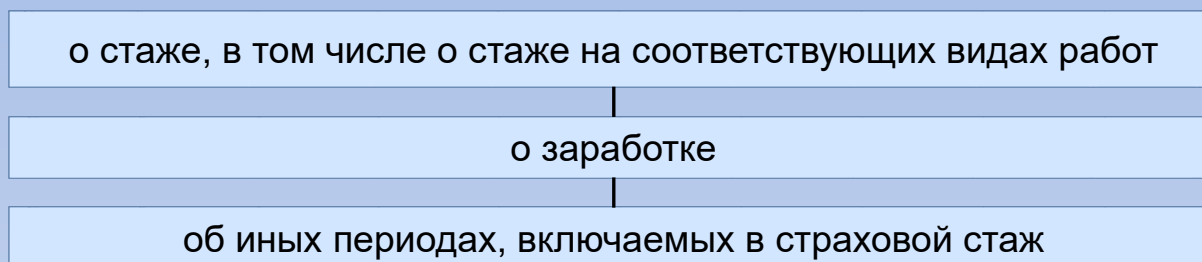 о стаже, в том числе о стаже на соответствующих видах работ
о заработке
об иных периодах, включаемых в страховой стаж